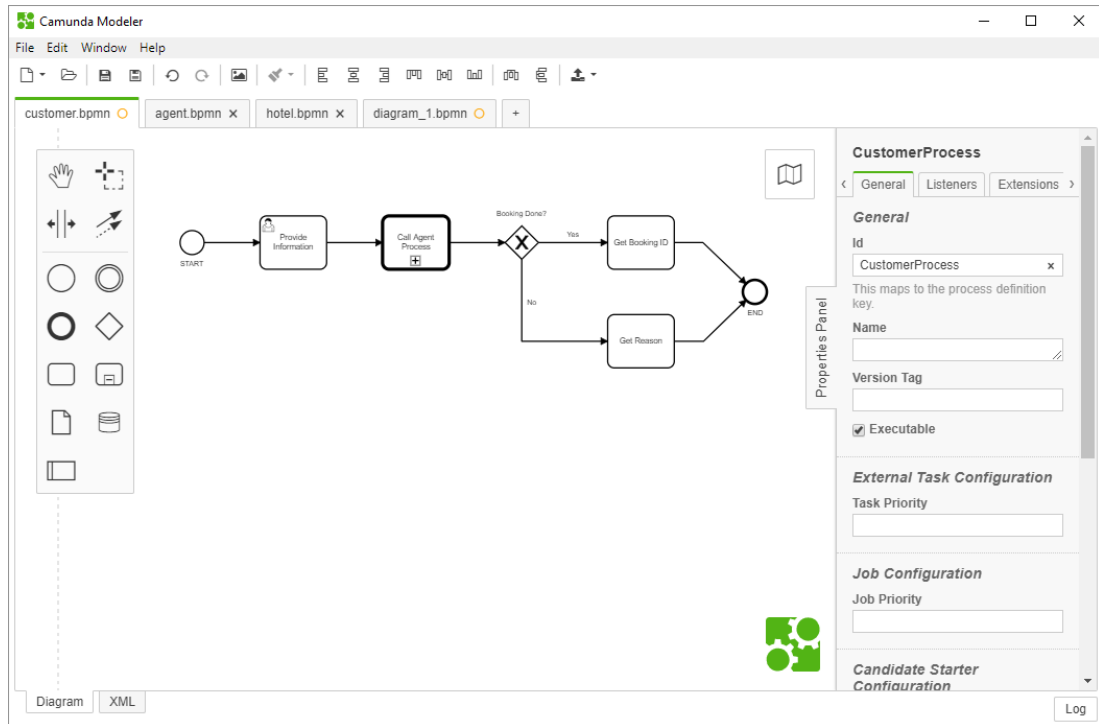 Camunda Modeler
File Edit Window Help
customer.bpmn
agent.bpmn
hotel.bpmn
diagram_1.bpmn
+
START
Provide
Information
Call Agent
Process
Booking Done?
Yes
No
Get Booking ID
Get Reason
END
Properties Panel
CustomerProcess
General Listeners Extensions
General
Id
CustomerProcess
This maps to the process definition
key.
Name
Version Tag
Executable
External Task Configuration
Task Priority
Job Configuration
Job Priority
Candidate Starter
Configuration
Diagram XML
Log